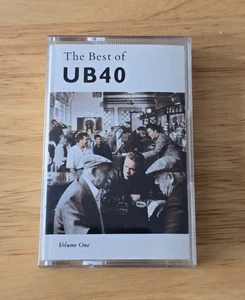 The Best of
UB40
Volume One